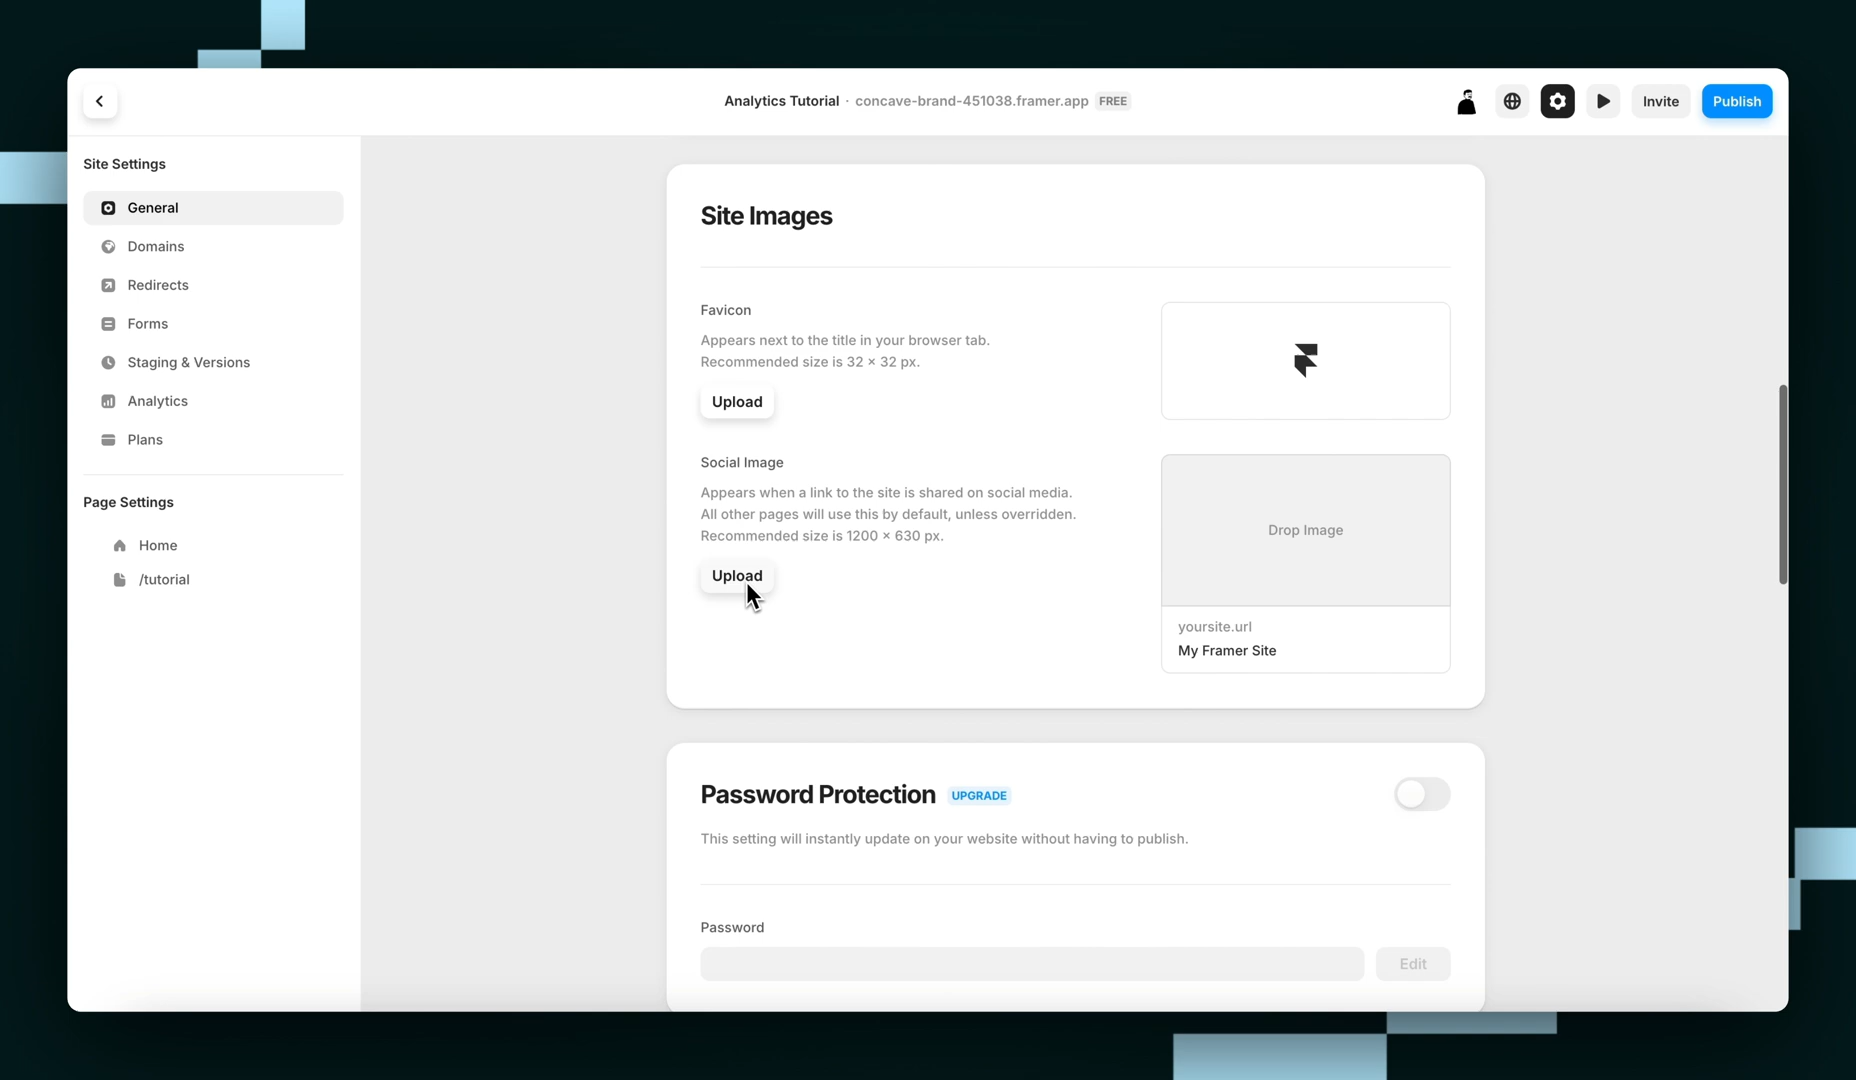 Analytics Tutorial · concave-brand-451038.framer.app FREE
Invite
Publish
Site Settings
General
Domains
Redirects
Forms
Staging & Versions
Analytics
Plans
Page Settings
Home
/tutorial
Site Images
Favicon
Appears next to the title in your browser tab.
Recommended size is 32 × 32 px.
Upload
Social Image
Appears when a link to the site is shared on social media.
All other pages will use this by default, unless overridden.
Recommended size is 1200 × 630 px.
Upload
Drop Image
yoursite.url
My Framer Site
Password Protection UPGRADE
This setting will instantly update on your website without having to publish.
Password
Edit